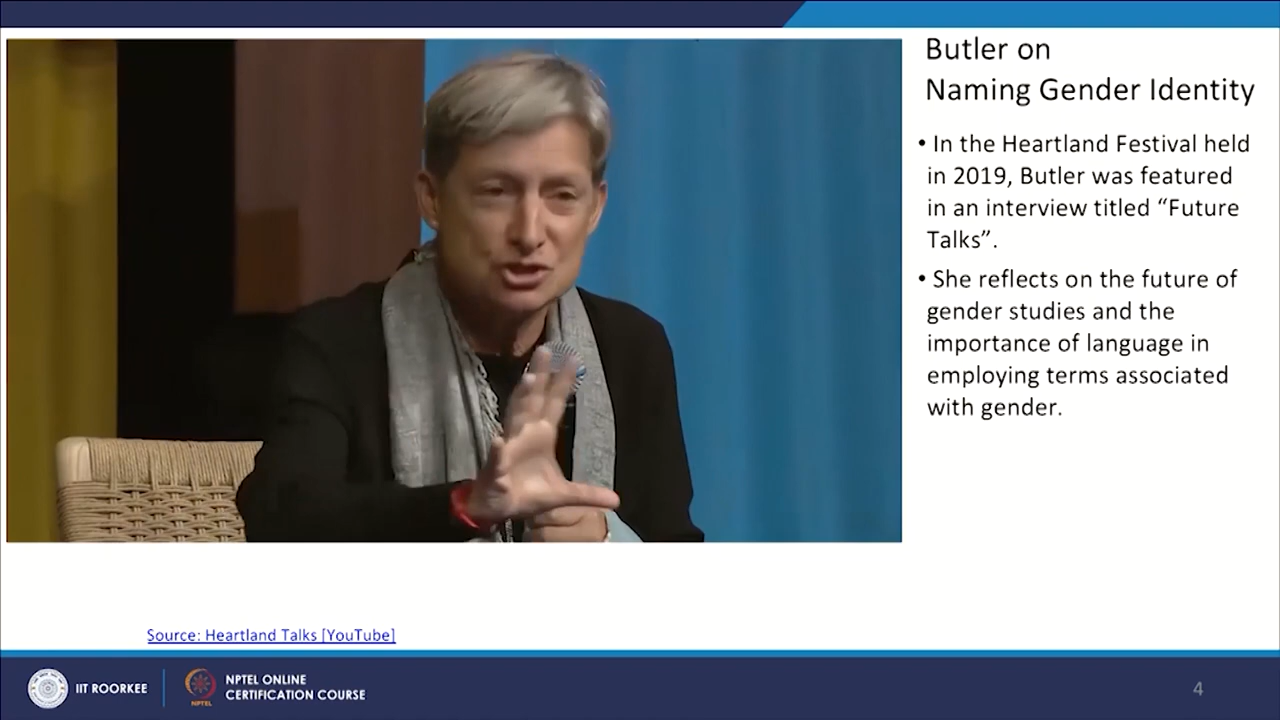 Butler on
Naming Gender Identity
• In the Heartland Festival held
in 2019, Butler was featured
in an interview titled “Future
Talks”.
• She reflects on the future of
gender studies and the
importance of language in
employing terms associated
with gender.
Source: Heartland Talks [YouTube]
IIT ROORKEE
NPTEL
NPTEL ONLINE
CERTIFICATION COURSE
4